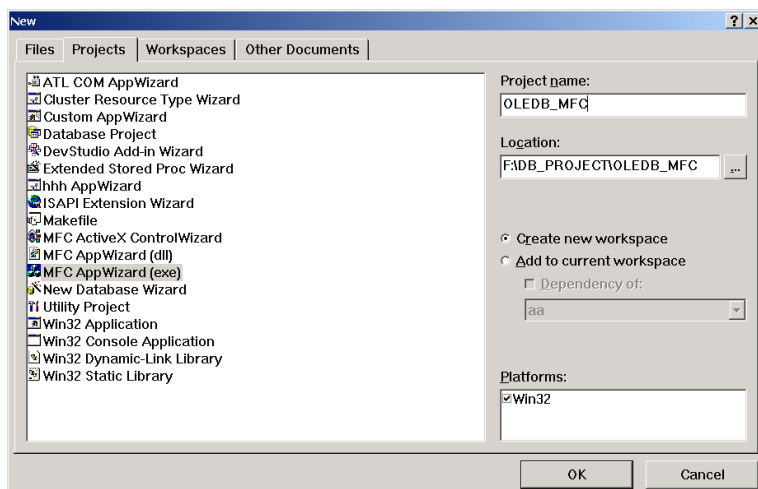 New
Files Projects Workspaces Other Documents
ATL COM AppWizard
Cluster Resource Type Wizard
Custom AppWizard
Database Project
DevStudio Add-in Wizard
Extended Stored Proc Wizard
hhh AppWizard
ISAPI Extension Wizard
Makefile
MFC ActiveX ControlWizard
MFC AppWizard (dll)
MFC AppWizard (exe)
New Database Wizard
Utility Project
Win32 Application
Win32 Console Application
Win32 Dynamic-Link Library
Win32 Static Library
Project name:
OLEDB_MFC
Location:
F:\DB_PROJECT\OLEDB_MFC ...
Create new workspace
Add to current workspace
Dependency of:
aa
Platforms:
Win32
OK Cancel